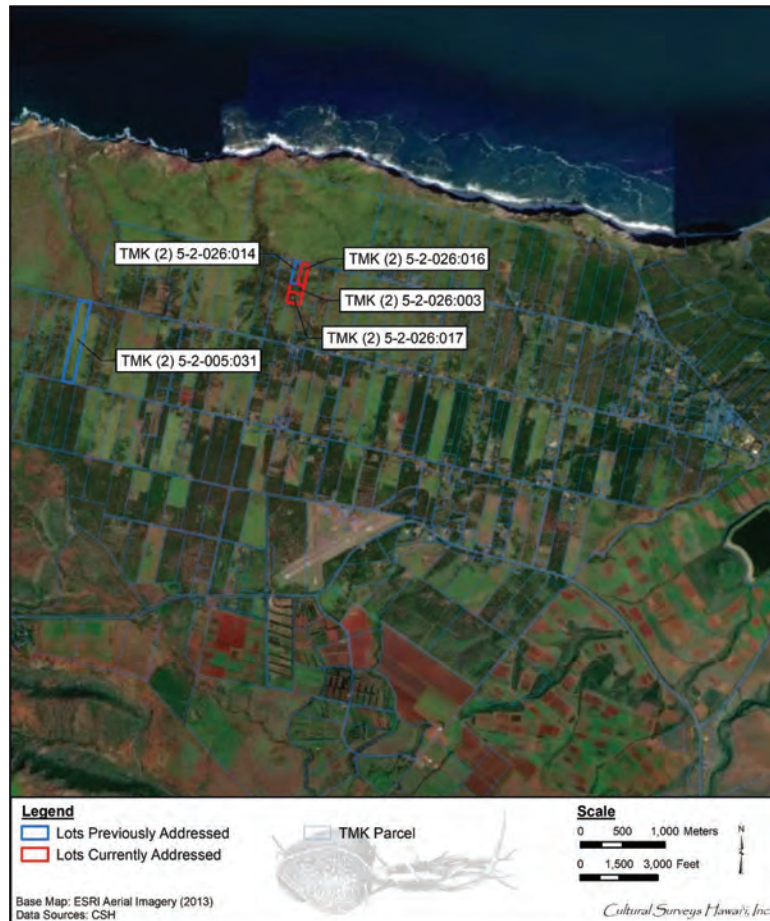 TMK (2) 5-2-026:014
TMK (2) 5-2-026:016
TMK (2) 5-2-026:003
TMK (2) 5-2-026:017
TMK (2) 5-2-005:031
Legend
Lots Previously Addressed
Lots Currently Addressed
TMK Parcel
Scale
0 500 1,000 Meters
0 1,500 3,000 Feet
N
Base Map: ESRI Aerial Imagery (2013)
Data Sources: CSH
Cultural Surveys Hawai'i, Inc.